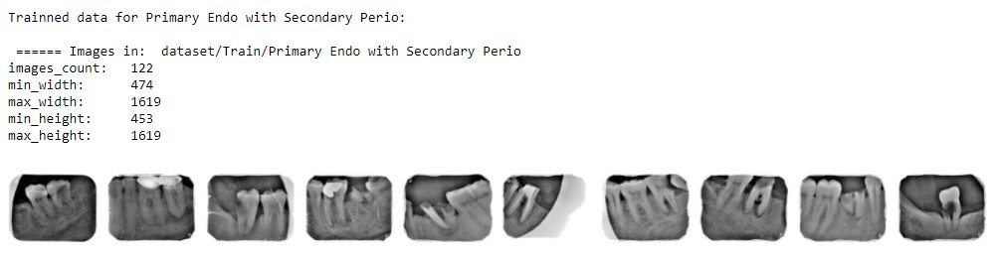 Trainned data for Primary Endo with Secondary Perio:
====== Images in:  dataset/Train/Primary Endo with Secondary Perio
images_count:   122
min_width:      474
max_width:      1619
min_height:     453
max_height:     1619